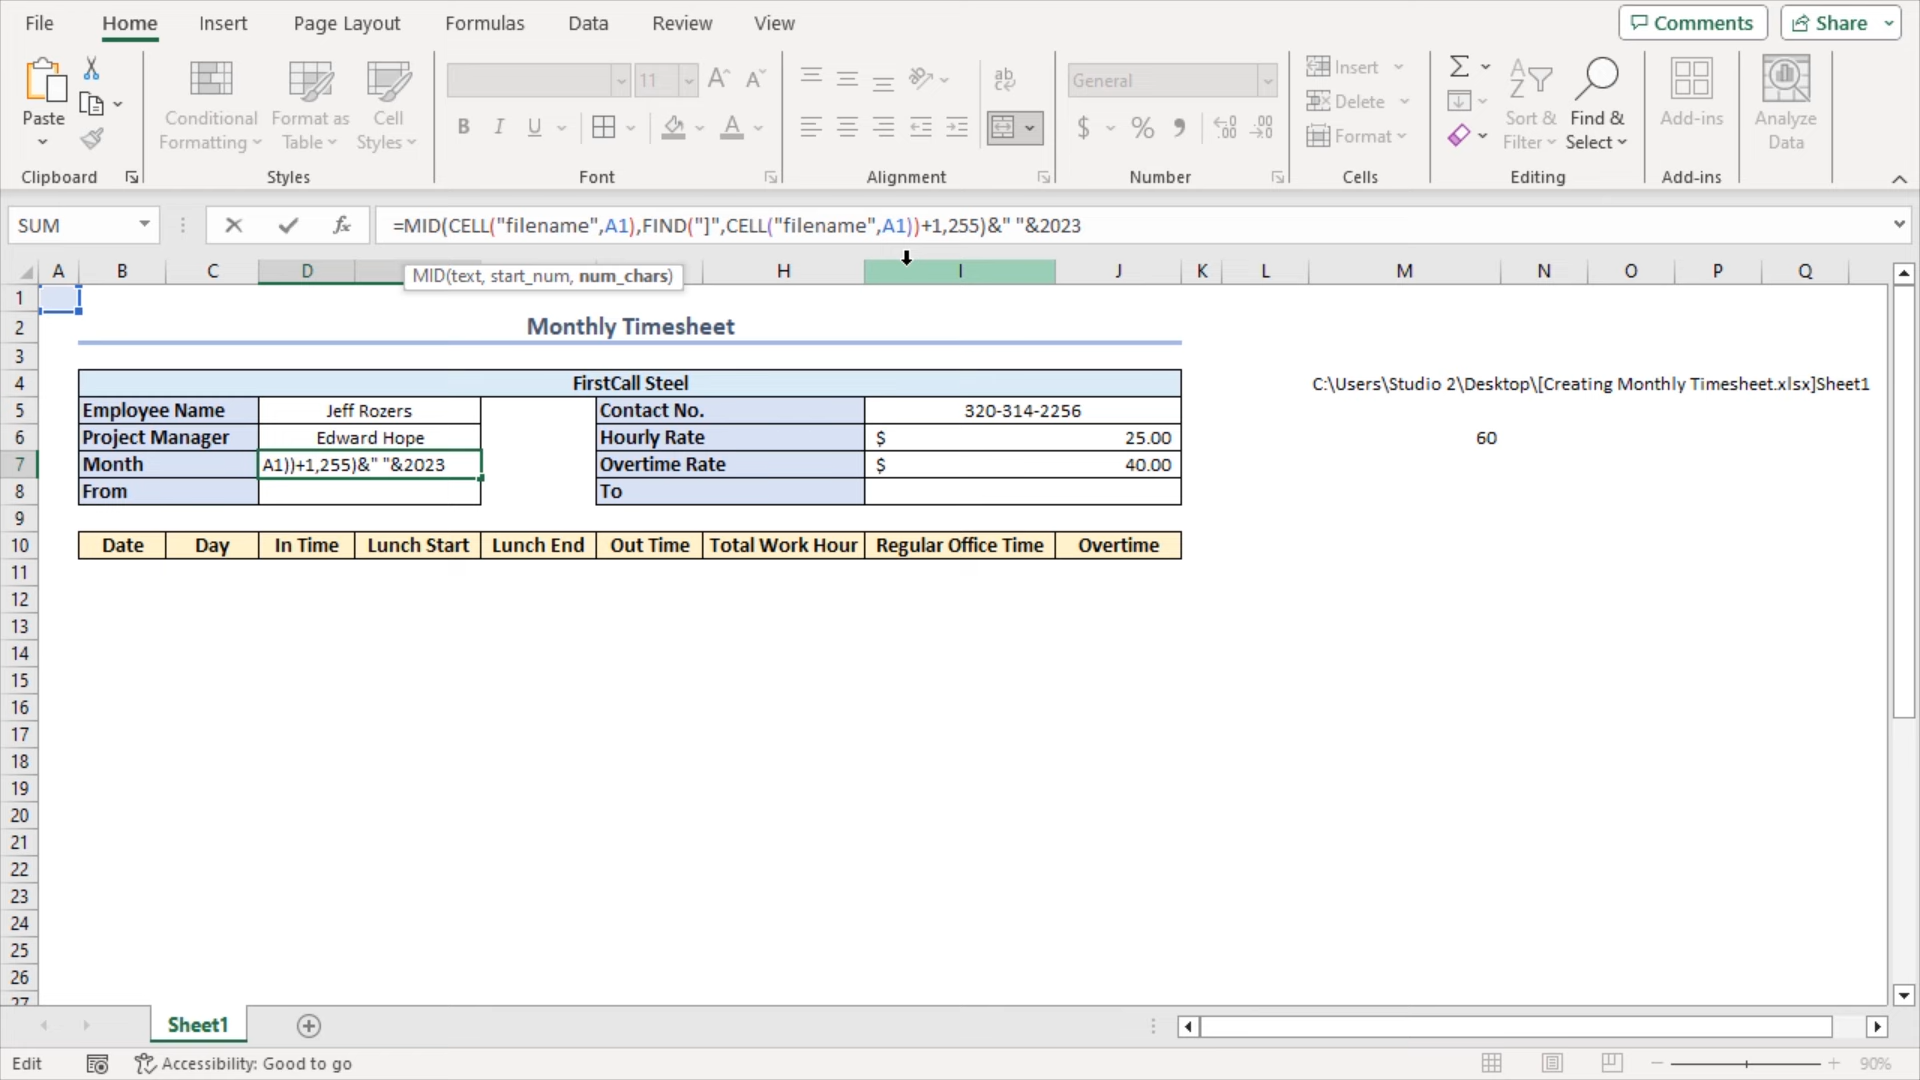 File Home Insert Page Layout Formulas Data Review View Comments Share
Paste
Clipboard
Conditional Formatting
Format as Table
Cell Styles
Styles
11 A A
B I U A
Font
ab
Alignment
General
$ % 9 .00 .00
Number
Insert
Delete
Format
Cells
Sort & Filter
Find & Select
Editing
Add-ins
Add-ins
Analyze Data
SUM fx =MID(CELL("filename",A1),FIND("]",CELL("filename",A1))+1,255)&" "&2023
MID(text, start_num, num_chars)
A B C D H I J K L M N O P Q
1
2 Monthly Timesheet
3
4 FirstCall Steel C:\Users\Studio 2\Desktop\[Creating Monthly Timesheet.xlsx]Sheet1
5 Employee Name Jeff Rozers Contact No. 320-314-2256
6 Project Manager Edward Hope Hourly Rate $ 25.00 60
7 Month A1))+1,255)&" "&2023 Overtime Rate $ 40.00
8 From To
9
10 Date Day In Time Lunch Start Lunch End Out Time Total Work Hour Regular Office Time Overtime
11
12
13
14
15
16
17
18
19
20
21
22
23
24
25
26
27
Sheet1
Edit Accessibility: Good to go 90%